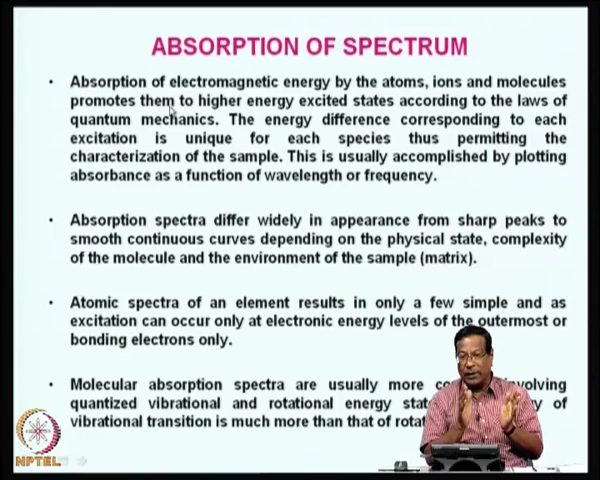 ABSORPTION OF SPECTRUM
• Absorption of electromagnetic energy by the atoms, ions and molecules
promotes them to higher energy excited states according to the laws of
quantum mechanics. The energy difference corresponding to each
excitation is unique for each species thus permitting the
characterization of the sample. This is usually accomplished by plotting
absorbance as a function of wavelength or frequency.
• Absorption spectra differ widely in appearance from sharp peaks to
smooth continuous curves depending on the physical state, complexity
of the molecule and the environment of the sample (matrix).
• Atomic spectra of an element results in only a few simple and as
excitation can occur only at electronic energy levels of the outermost or
bonding electrons only.
• Molecular absorption spectra are usually more involving
quantized vibrational and rotational energy of
vibrational transition is much more than that of
NPTEL